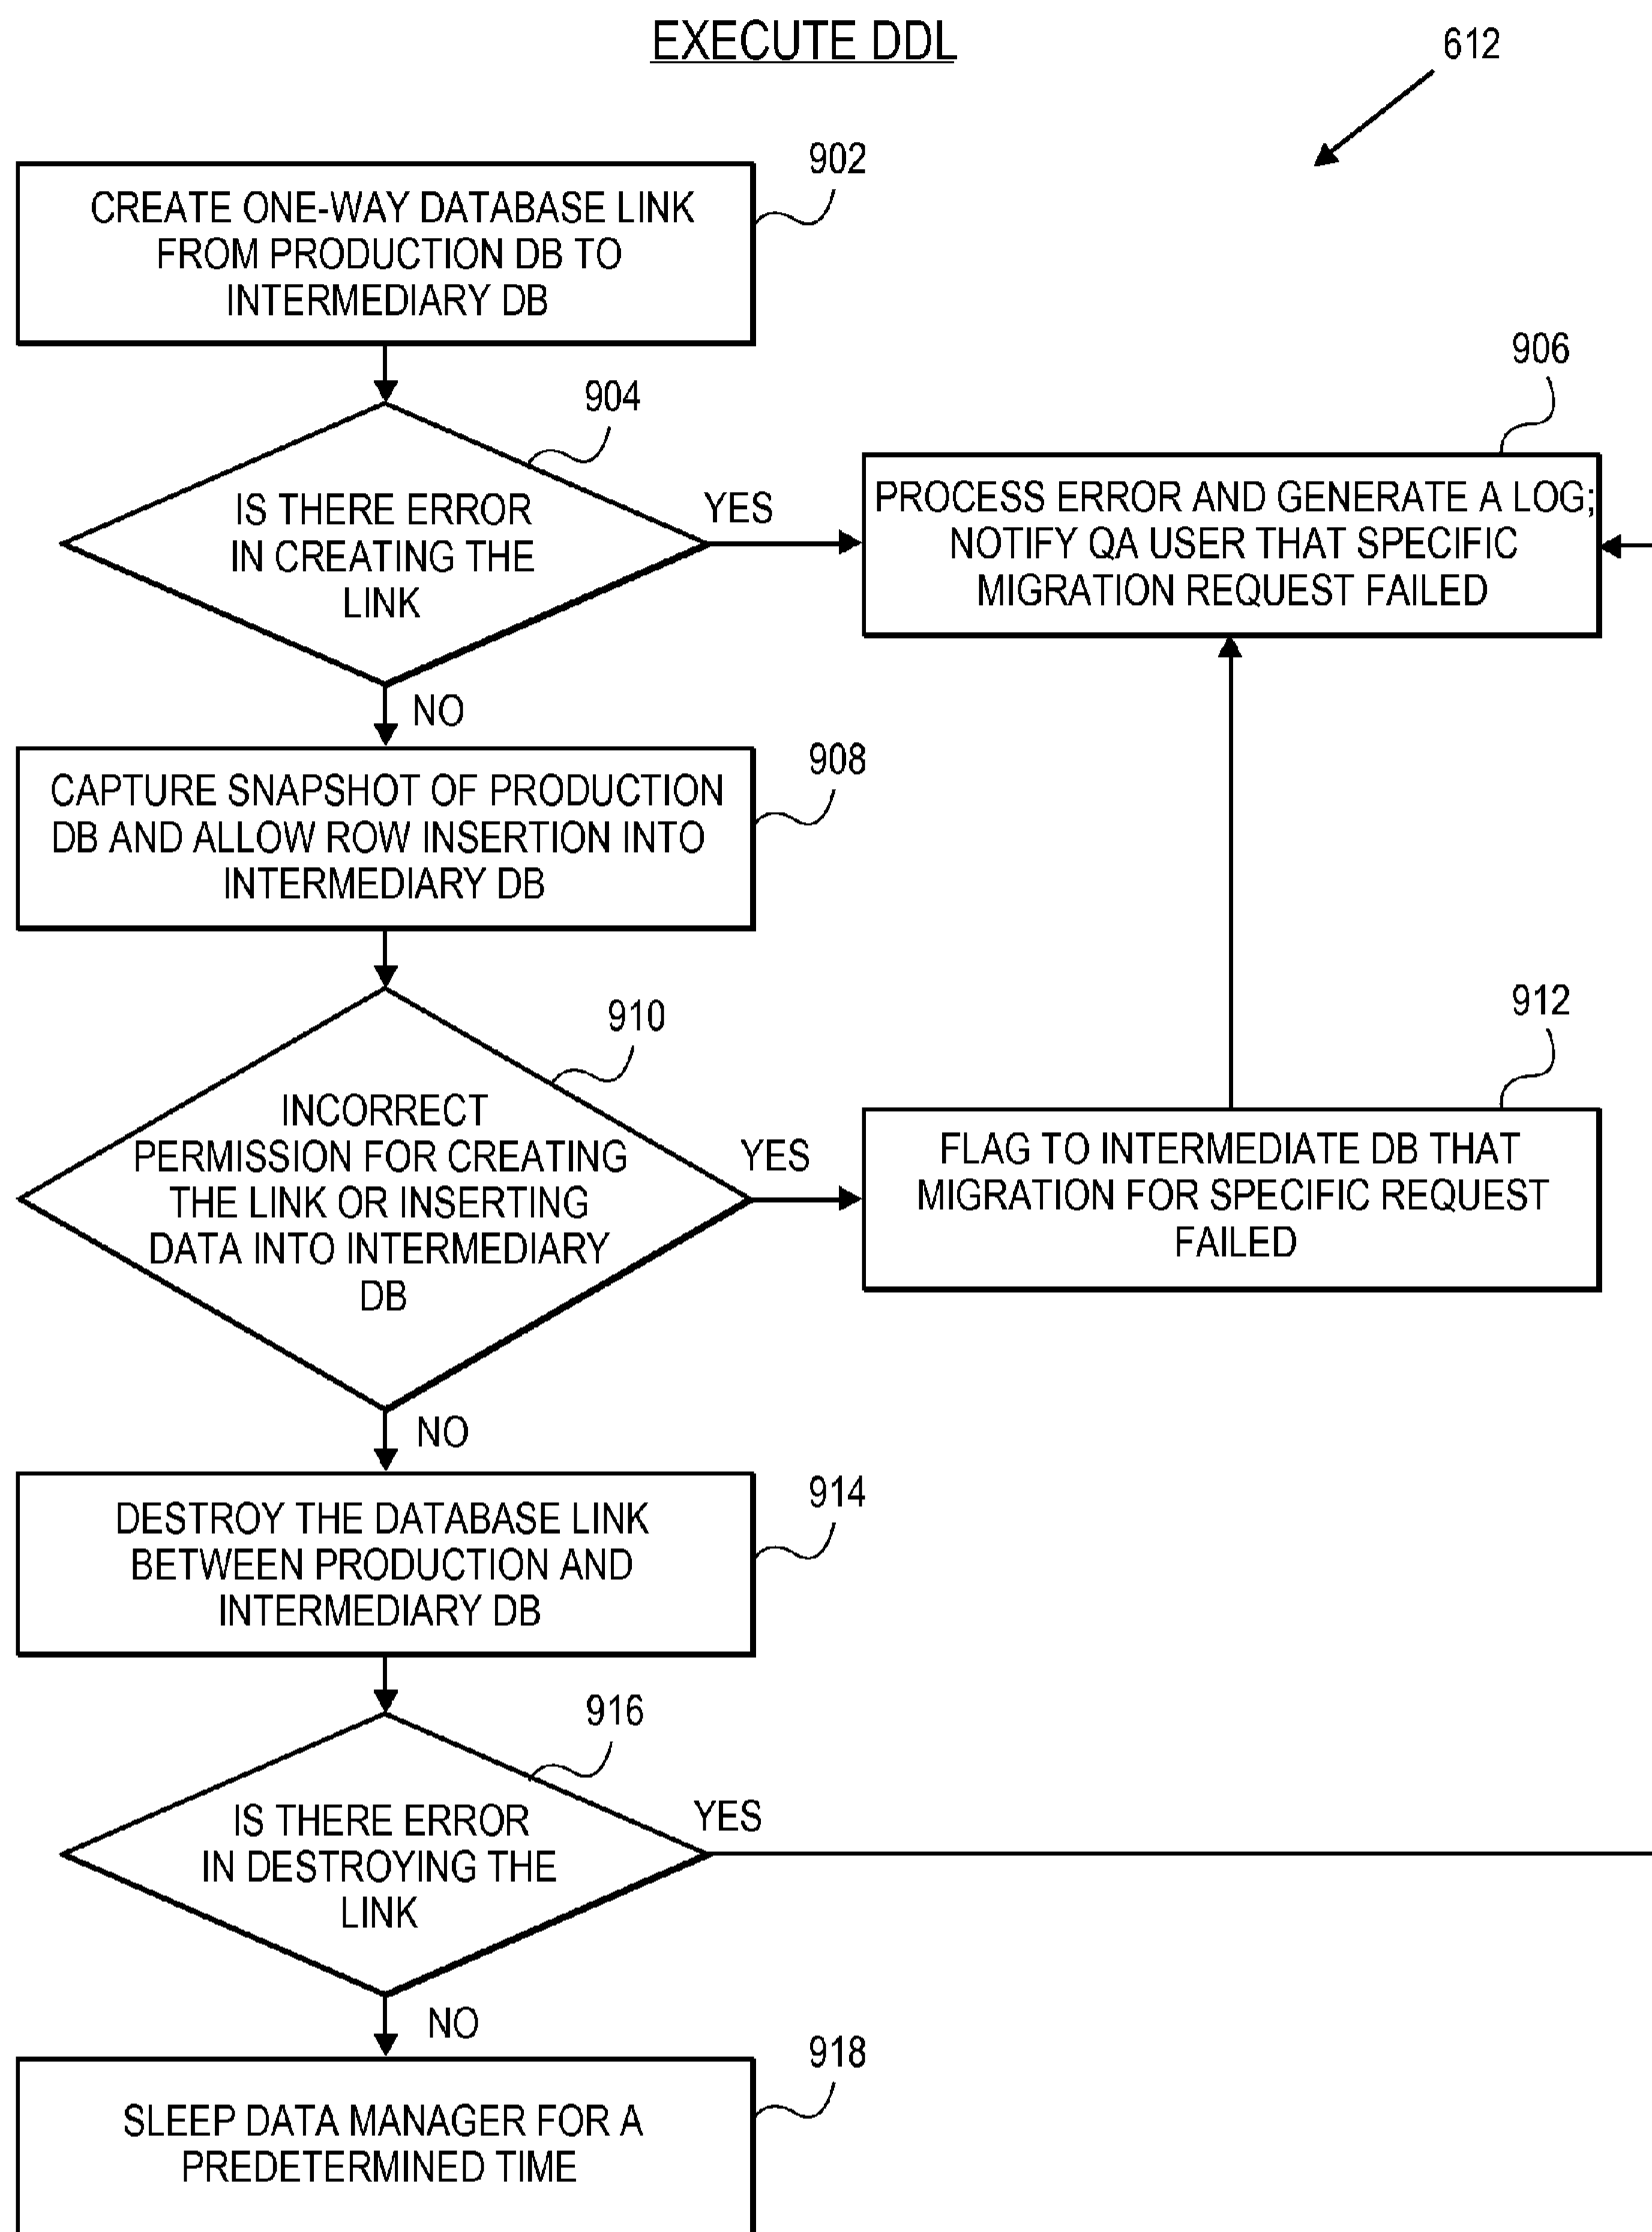 EXECUTE DDL
612
902
CREATE ONE-WAY DATABASE LINK
FROM PRODUCTION DB TO
INTERMEDIARY DB
904
IS THERE ERROR
IN CREATING THE
LINK
YES
906
PROCESS ERROR AND GENERATE A LOG;
NOTIFY QA USER THAT SPECIFIC
MIGRATION REQUEST FAILED
NO
908
CAPTURE SNAPSHOT OF PRODUCTION
DB AND ALLOW ROW INSERTION INTO
INTERMEDIARY DB
910
INCORRECT
PERMISSION FOR CREATING
THE LINK OR INSERTING
DATA INTO INTERMEDIARY
DB
YES
912
FLAG TO INTERMEDIATE DB THAT
MIGRATION FOR SPECIFIC REQUEST
FAILED
NO
914
DESTROY THE DATABASE LINK
BETWEEN PRODUCTION AND
INTERMEDIARY DB
916
IS THERE ERROR
IN DESTROYING THE
LINK
YES
NO
918
SLEEP DATA MANAGER FOR A
PREDETERMINED TIME